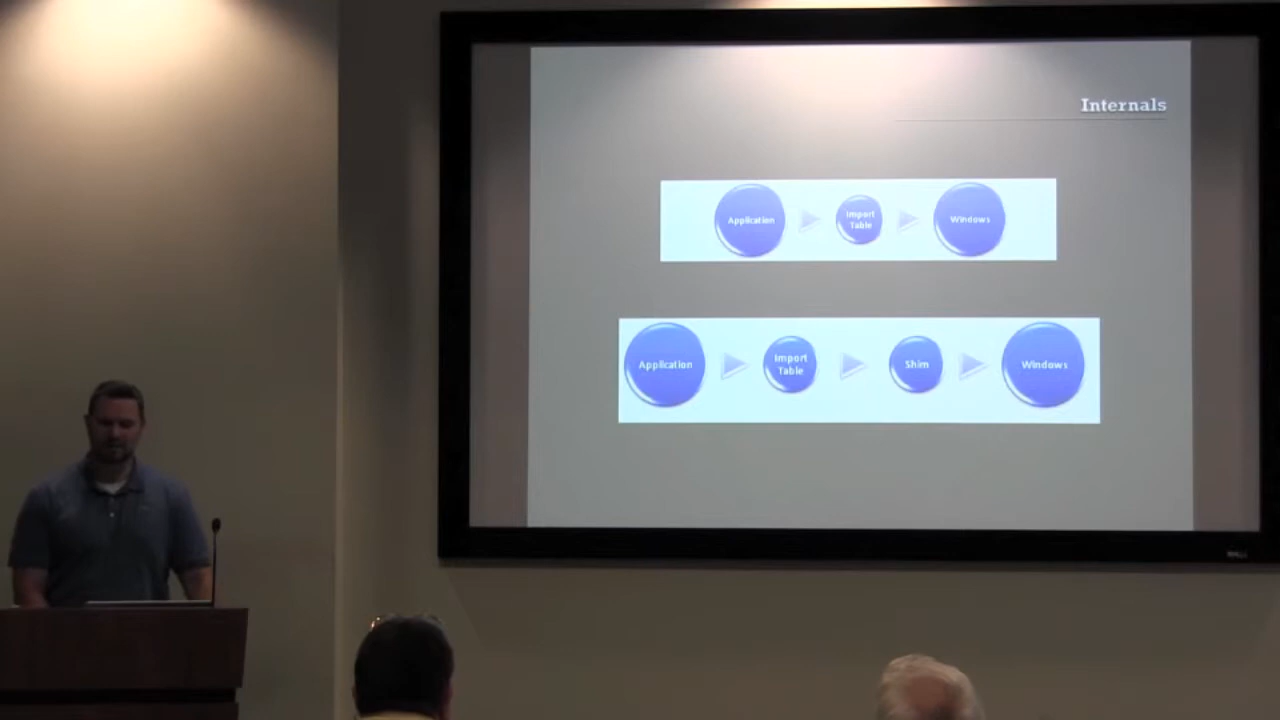 Internals
Application
Import
Table
Windows
Application
Import
Table
Shim
Windows